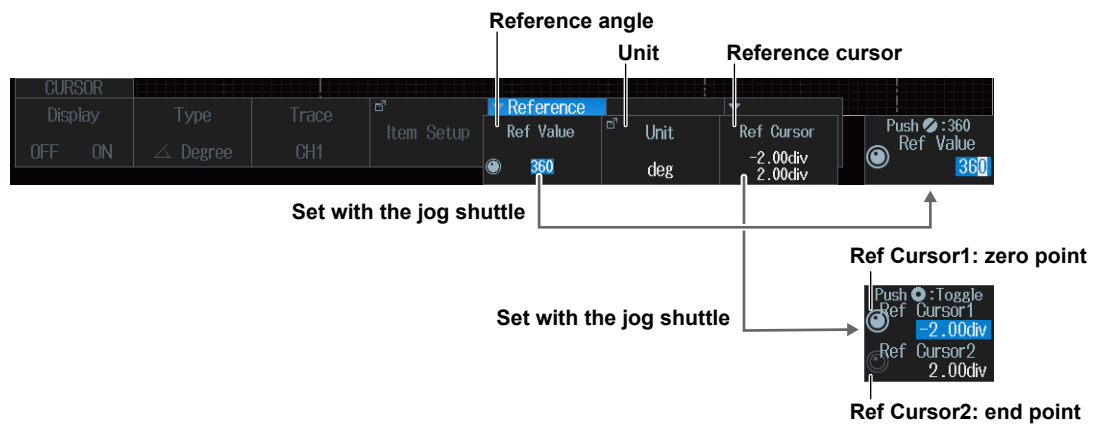 Reference angle
Unit
Reference cursor
CURSOR
Display
OFF ON
Type
Degree
Trace
CH1
Item Setup
Reference
Ref Value
360
Unit
deg
Ref Cursor
-2.00div
2.00div
Push :360
Ref Value
360
Set with the jog shuttle
Ref Cursor1: zero point
Set with the jog shuttle
Push :Toggle
Ref Cursor1
-2.00div
Ref Cursor2
2.00div
Ref Cursor2: end point